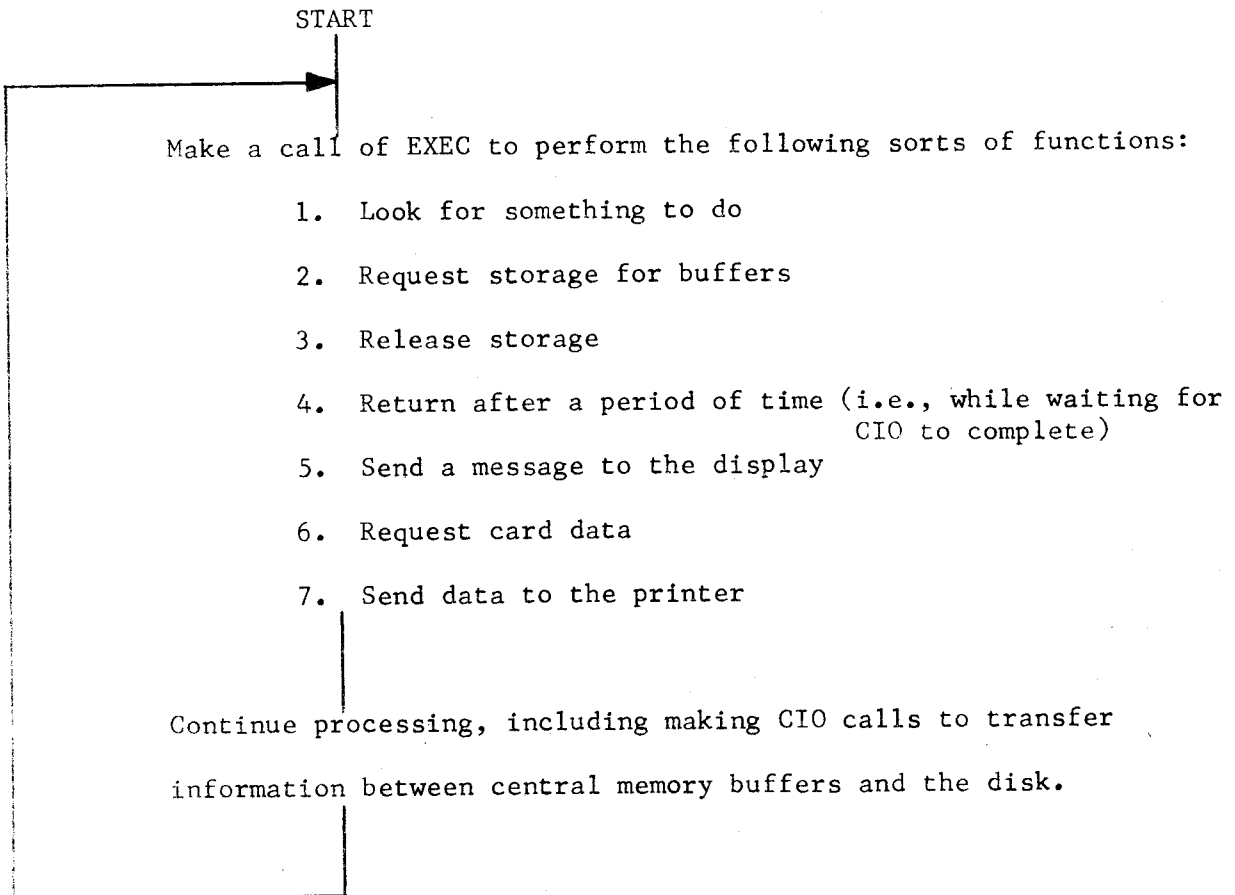 START
Make a call of EXEC to perform the following sorts of functions:
1. Look for something to do
2. Request storage for buffers
3. Release storage
4. Return after a period of time (i.e., while waiting for
CIO to complete)
5. Send a message to the display
6. Request card data
7. Send data to the printer
Continue processing, including making CIO calls to transfer
information between central memory buffers and the disk.